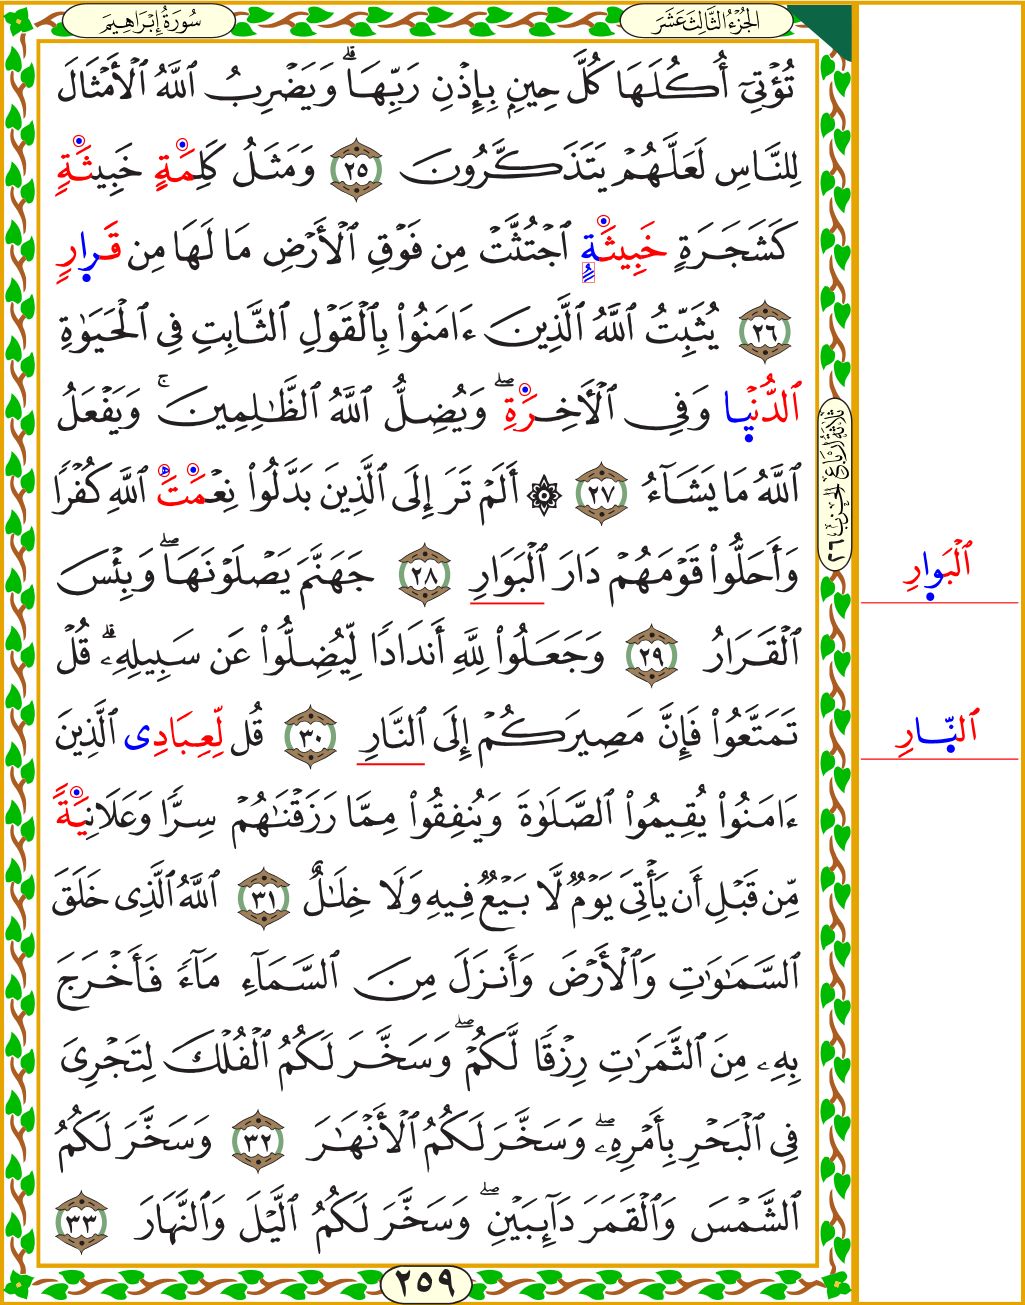 الجُزْءُ الثَّالِثَ عَشَرَ
سُورَةُ إِبْرَاهِيمَ
تُؤْتِىٓ أُكُلَهَا كُلَّ حِينٍۭ بِإِذْنِ رَبِّهَاۗ وَيَضْرِبُ ٱللَّهُ ٱلْأَمْثَالَ
لِلنَّاسِ لَعَلَّهُمْ يَتَذَكَّرُونَ ٢٥ وَمَثَلُ كَلِمَةٍ خَبِيثَةٍ
كَشَجَرَةٍ خَبِيثَةٍ ٱجْتُثَّتْ مِن فَوْقِ ٱلْأَرْضِ مَا لَهَا مِن قَرَارٍ
٢٦ يُثَبِّتُ ٱللَّهُ ٱلَّذِينَ ءَامَنُوا۟ بِٱلْقَوْلِ ٱلثَّابِتِ فِى ٱلْحَيَوٰةِ
ٱلدُّنْيَا وَفِى ٱلْأَخِرَةِۖ وَيُضِلُّ ٱللَّهُ ٱلظَّـٰلِمِينَۚ وَيَفْعَلُ
ٱللَّهُ مَا يَشَآءُ ٢٧ ۞ أَلَمْ تَرَ إِلَى ٱلَّذِينَ بَدَّلُوا۟ نِعْمَتَ ٱللَّهِ كُفْرًا
وَأَحَلُّوا۟ قَوْمَهُمْ دَارَ ٱلْبَوَارِ ٢٨ جَهَنَّمَ يَصْلَوْنَهَاۖ وَبِئْسَ
ٱلْقَرَارُ ٢٩ وَجَعَلُوا۟ لِلَّهِ أَندَادًا لِّيُضِلُّوا۟ عَن سَبِيلِهِۦۗ قُلْ
تَمَتَّعُوا۟ فَإِنَّ مَصِيرَكُمْ إِلَى ٱلنَّارِ ٣٠ قُل لِّعِبَادِى ٱلَّذِينَ
ءَامَنُوا۟ يُقِيمُوا۟ ٱلصَّلَوٰةَ وَيُنفِقُوا۟ مِمَّا رَزَقْنَـٰهُمْ سِرًّا وَعَلَانِيَةً
مِّن قَبْلِ أَن يَأْتِىَ يَوْمٌ لَّا بَيْعٌ فِيهِ وَلَا خِلَـٰلٌ ٣١ ٱللَّهُ ٱلَّذِى خَلَقَ
ٱلسَّمَـٰوَٰتِ وَٱلْأَرْضَ وَأَنزَلَ مِنَ ٱلسَّمَآءِ مَآءً فَأَخْرَجَ
بِهِۦ مِنَ ٱلثَّمَرَٰتِ رِزْقًا لَّكُمْۖ وَسَخَّرَ لَكُمُ ٱلْفُلْكَ لِتَجْرِىَ
فِى ٱلْبَحْرِ بِأَمْرِهِۦۖ وَسَخَّرَ لَكُمُ ٱلْأَنْهَـٰرَ ٣٢ وَسَخَّرَ لَكُمُ
ٱلشَّمْسَ وَٱلْقَمَرَ دَآئِبَيْنِۖ وَسَخَّرَ لَكُمُ ٱلَّيْلَ وَٱلنَّهَارَ ٣٣
٢٥٩
ثلاثة أرباع الحزب ٢٦
ٱلْبَوارِ
ٱلنَّارِ